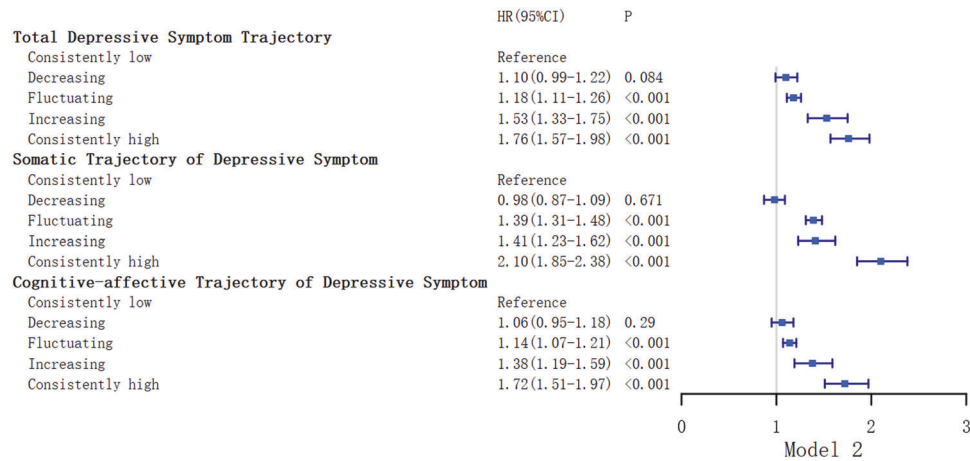 HR(95%CI) P
Total Depressive Symptom Trajectory
Consistently low Reference
Decreasing 1.10(0.99-1.22) 0.084
Fluctuating 1.18(1.11-1.26) <0.001
Increasing 1.53(1.33-1.75) <0.001
Consistently high 1.76(1.57-1.98) <0.001
Somatic Trajectory of Depressive Symptom
Consistently low Reference
Decreasing 0.98(0.87-1.09) 0.671
Fluctuating 1.39(1.31-1.48) <0.001
Increasing 1.41(1.23-1.62) <0.001
Consistently high 2.10(1.85-2.38) <0.001
Cognitive-affective Trajectory of Depressive Symptom
Consistently low Reference
Decreasing 1.06(0.95-1.18) 0.29
Fluctuating 1.14(1.07-1.21) <0.001
Increasing 1.38(1.19-1.59) <0.001
Consistently high 1.72(1.51-1.97) <0.001
0 1 2 3
Model 2